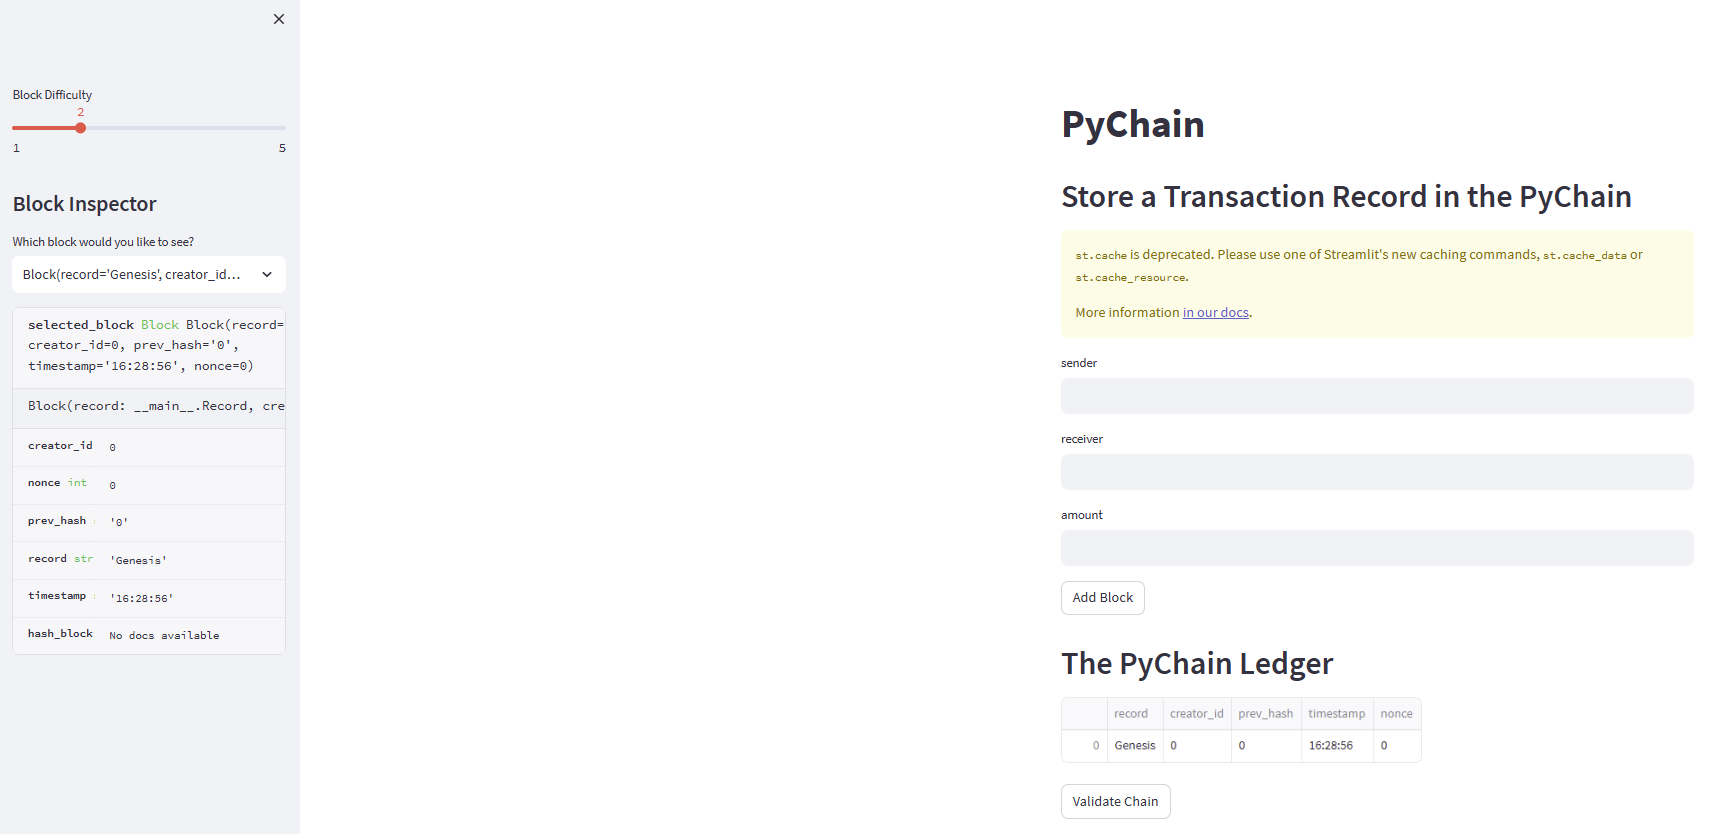 Block Difficulty
2
1 5
Block Inspector
Which block would you like to see?
Block(record='Genesis', creator_id...
selected_block Block Block(record=
creator_id=0, prev_hash='0',
timestamp='16:28:56', nonce=0)
Block(record: __main__.Record, cre
creator_id 0
nonce int 0
prev_hash '0'
record str 'Genesis'
timestamp '16:28:56'
hash_block No docs available
PyChain
Store a Transaction Record in the PyChain
st.cache is deprecated. Please use one of Streamlit's new caching commands, st.cache_data or
st.cache_resource.
More information in our docs.
sender
receiver
amount
Add Block
The PyChain Ledger
record creator_id prev_hash timestamp nonce
0 Genesis 0 0 16:28:56 0
Validate Chain